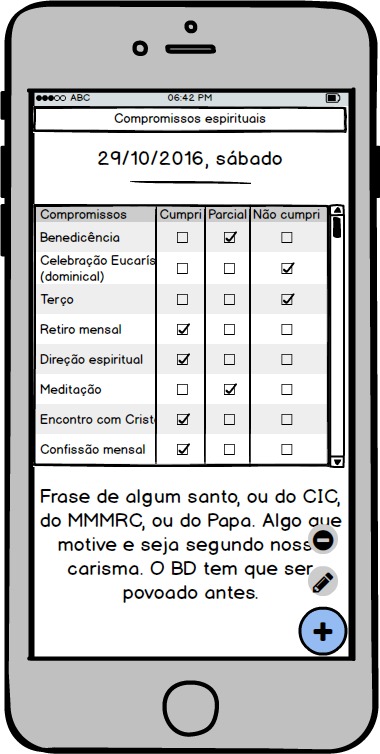 ABC 06:42 PM
Compromissos espirituais
29/10/2016, sábado
Compromissos Cumpri Parcial Não cumpri
Benedicência
Celebração Eucarís
(dominical)
Terço
Retiro mensal
Direção espiritual
Meditação
Encontro com Crist
Confissão mensal
Frase de algum santo, ou do CIC,
do MMMRC, ou do Papa. Algo que
motive e seja segundo noss
carisma. O BD tem que ser
povoado antes.